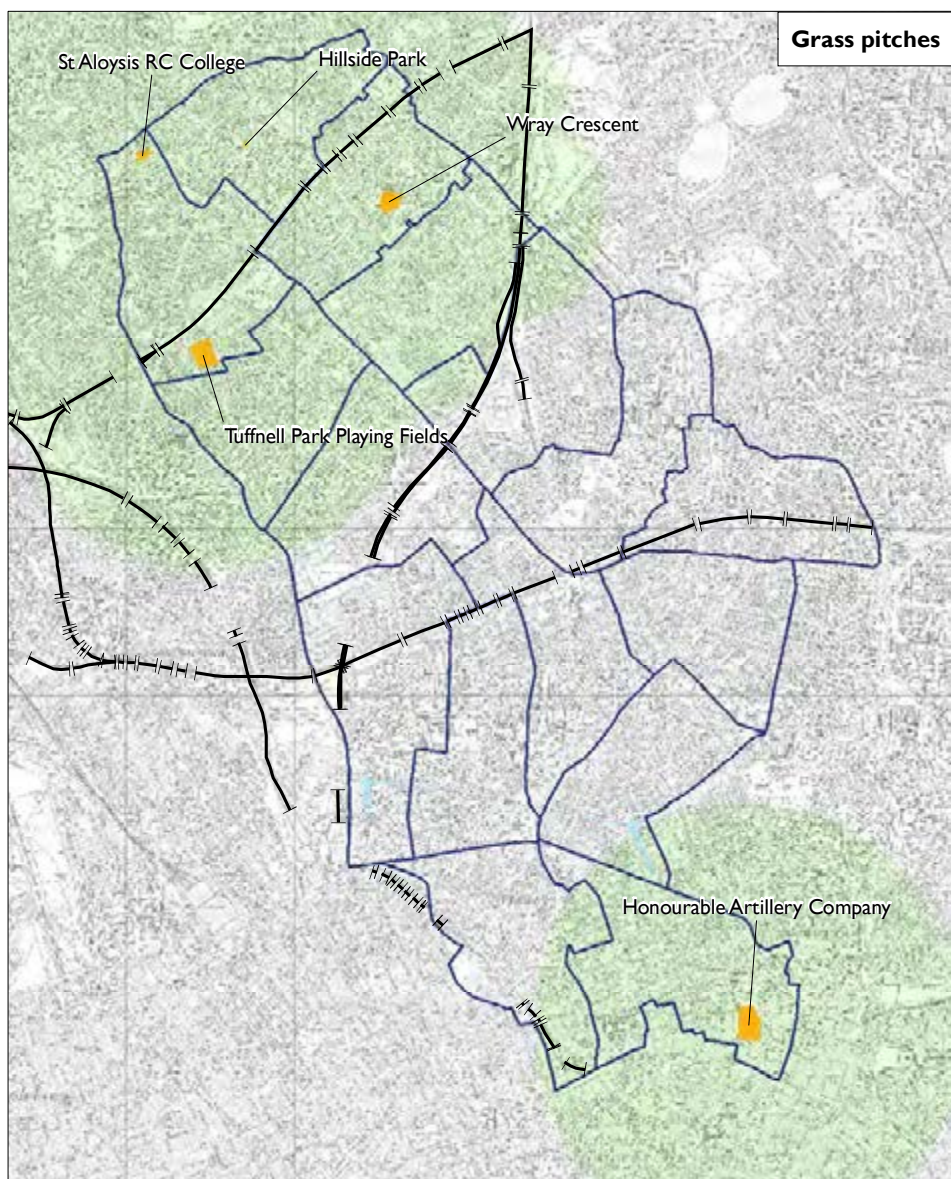 Grass pitches
St Aloysis RC College
Hillside Park
Wray Crescent
Tuffnell Park Playing Fields
Honourable Artillery Company